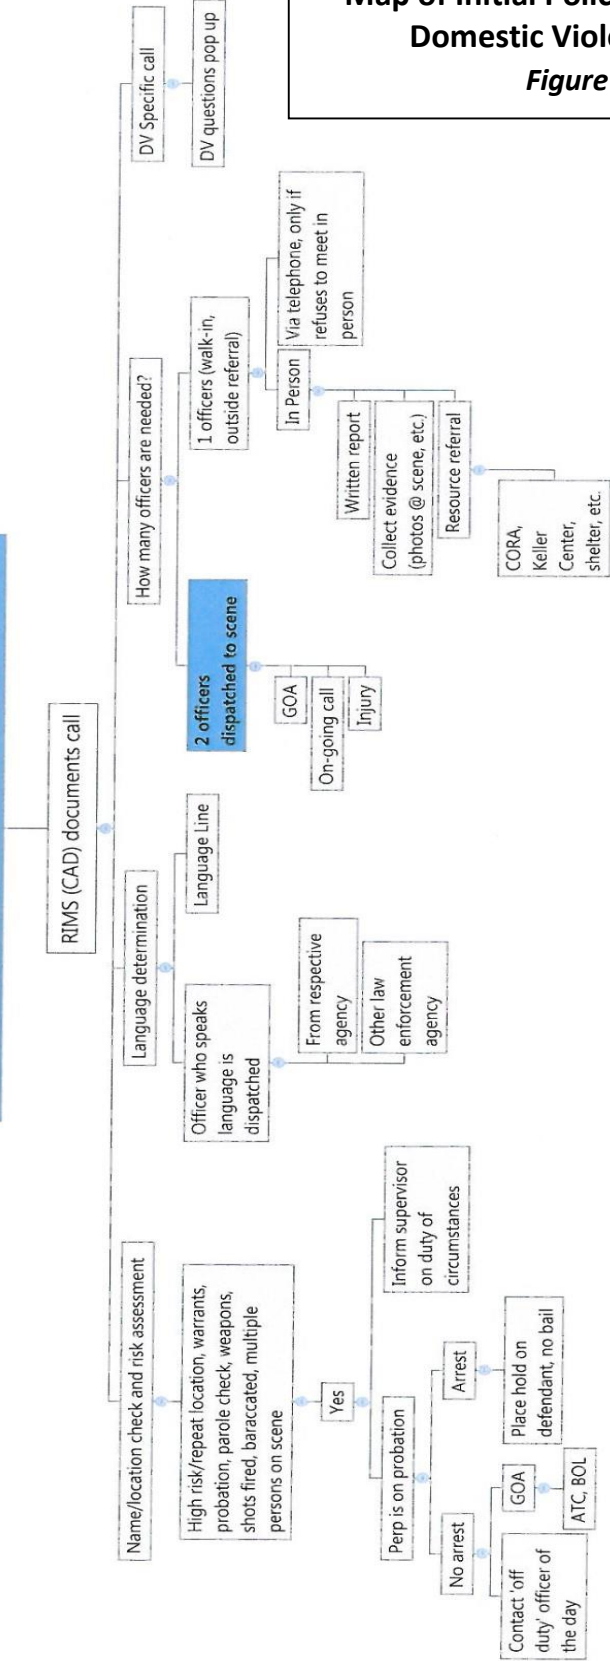 Domestic Viole
Figure
RIMS (CAD) documents call
Name/location check and risk assessment
High risk/repeat location, warrants,
probation, parole check, weapons,
shots fired, baraccated, multiple
persons on scene
Yes
Perp is on probation
No arrest
Contact 'off
duty' officer of
the day
GOA
ATC, BOL
Arrest
Place hold on
defendant, no bail
Inform supervisor
on duty of
circumstances
Language determination
Officer who speaks
language is
dispatched
From respective
agency
Other law
enforcement
agency
Language Line
How many officers are needed?
2 officers
dispatched to scene
GOA
On-going call
Injury
1 officers (walk-in,
outside referral)
In Person
Written report
Collect evidence
(photos @ scene, etc.)
Resource referral
CORA,
Keller
Center,
shelter, etc.
Via telephone, only if
refuses to meet in
person
DV Specific call
DV questions pop up